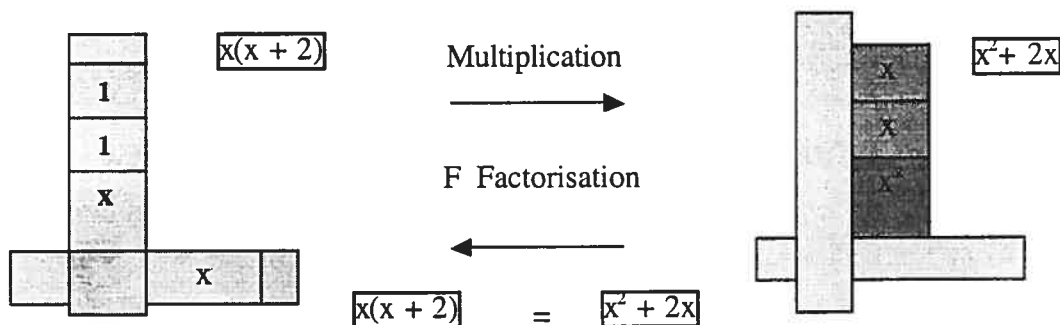 x(x + 2)
1
1
x
x
Multiplication
F Factorisation
x² + 2x
x
x
x²
x(x + 2) = x² + 2x